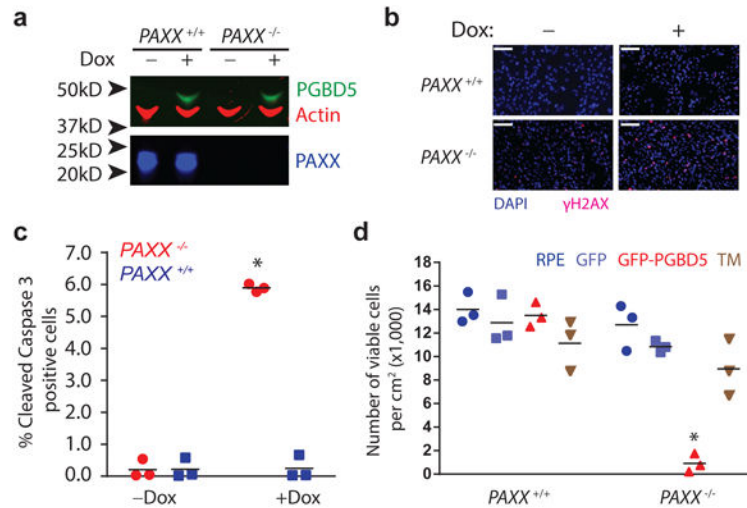 a
PAXX +/+ PAXX -/-
Dox − + − +
50kD
37kD
25kD
20kD
PGBD5
Actin
PAXX
b
Dox: − +
PAXX +/+
PAXX -/-
DAPI γH2AX
c
PAXX -/-
PAXX +/+
% Cleaved Caspase 3
positive cells
7.0
6.0
5.0
4.0
3.0
2.0
1.0
0.0
*
−Dox +Dox
d
RPE GFP GFP-PGBD5 TM
Number of viable cells
per cm² (x1,000)
18
16
14
12
10
8
6
4
2
0
*
PAXX +/+ PAXX -/-